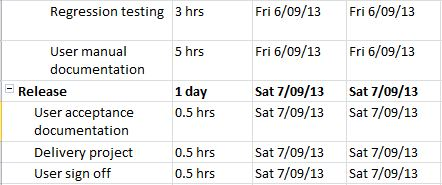 Regression testing 3 hrs Fri 6/09/13 Fri 6/09/13
User manual 5 hrs Fri 6/09/13 Fri 6/09/13
documentation
Release 1 day Sat 7/09/13 Sat 7/09/13
User acceptance 0.5 hrs Sat 7/09/13 Sat 7/09/13
documentation
Delivery project 0.5 hrs Sat 7/09/13 Sat 7/09/13
User sign off 0.5 hrs Sat 7/09/13 Sat 7/09/13